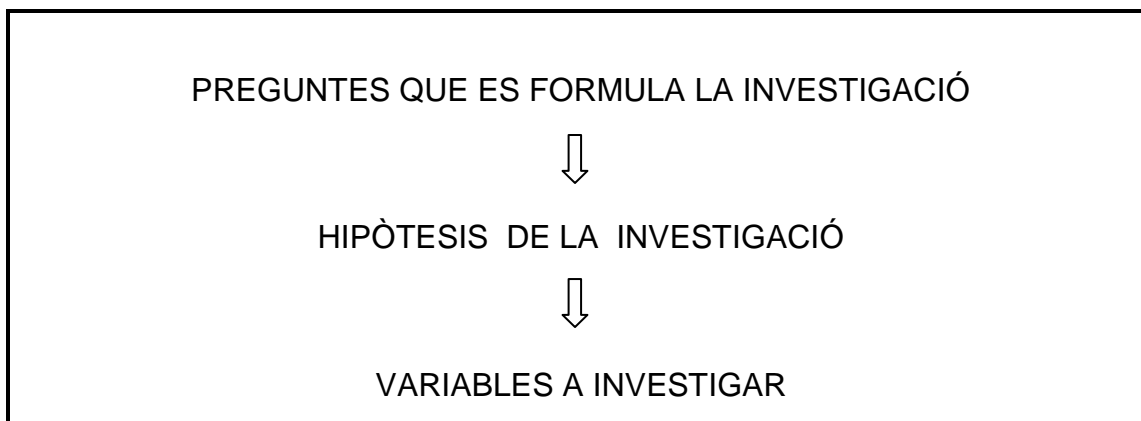 PREGUNTES QUE ES FORMULA LA INVESTIGACIÓ
HIPÒTESIS DE LA INVESTIGACIÓ
VARIABLES A INVESTIGAR